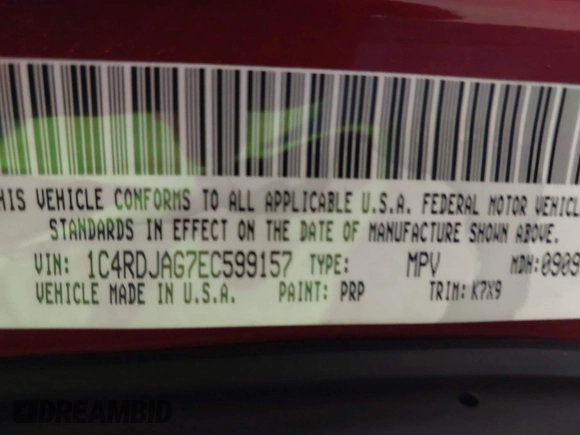 THIS VEHICLE CONFORMS TO ALL APPLICABLE U.S.A. FEDERAL MOTOR VEHICL
STANDARDS IN EFFECT ON THE DATE OF MANUFACTURE SHOWN ABOVE.
VIN: 1C4RDJAG7EC599157 TYPE: MPV MDH:0909
VEHICLE MADE IN U.S.A. PAINT: PRP TRIM: K7X9
DREAMBID